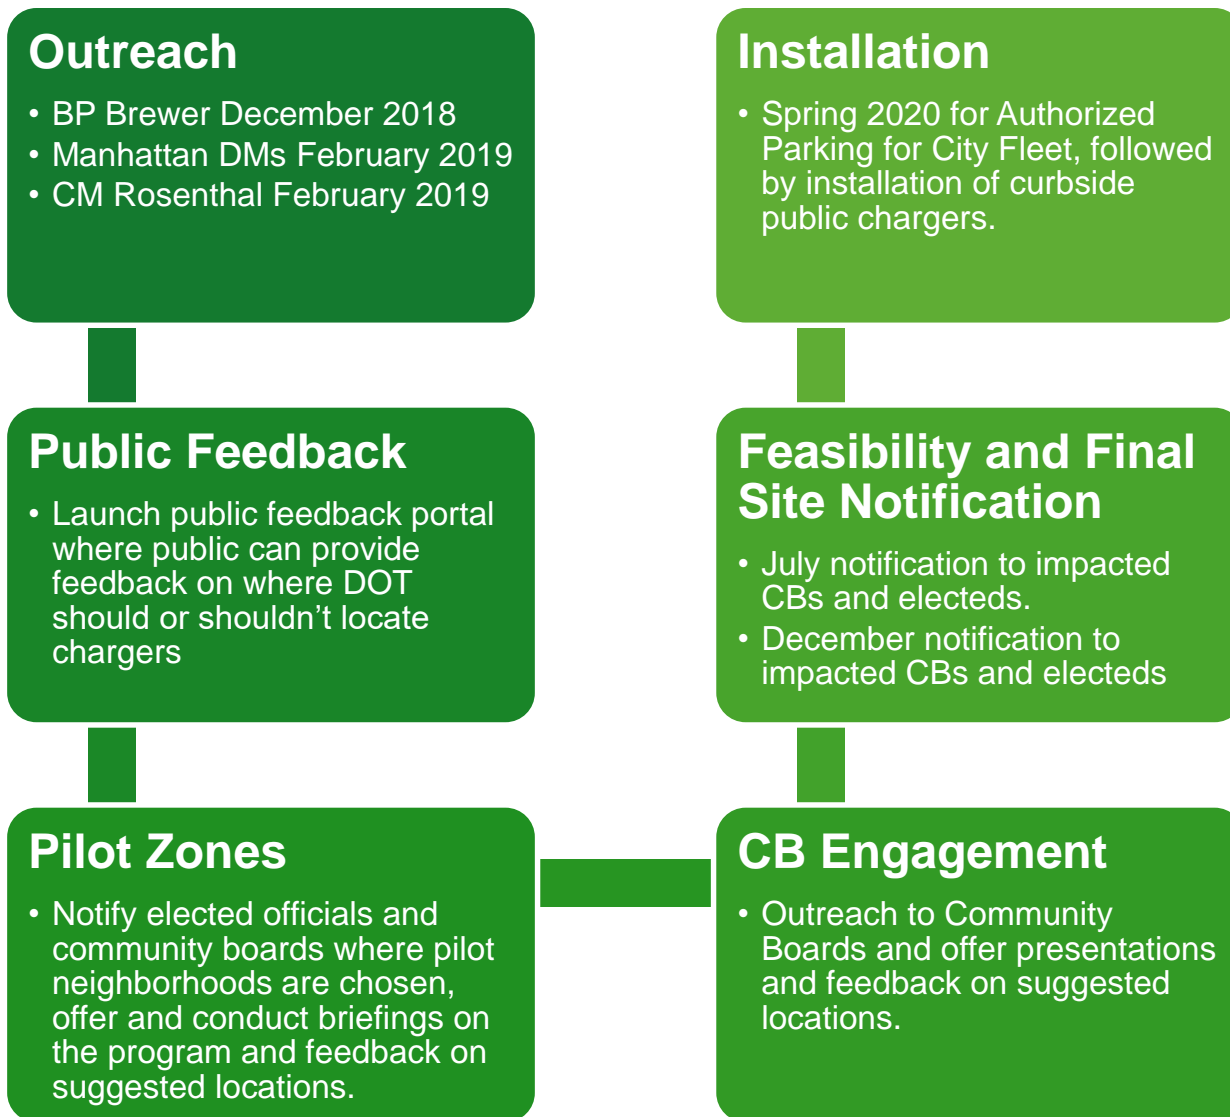 Outreach
• BP Brewer December 2018
• Manhattan DMs February 2019
• CM Rosenthal February 2019
Public Feedback
• Launch public feedback portal
where public can provide
feedback on where DOT
should or shouldn’t locate
chargers
Pilot Zones
• Notify elected officials and
community boards where pilot
neighborhoods are chosen,
offer and conduct briefings on
the program and feedback on
suggested locations.
CB Engagement
• Outreach to Community
Boards and offer presentations
and feedback on suggested
locations.
Feasibility and Final
Site Notification
• July notification to impacted
CBs and electeds.
• December notification to
impacted CBs and electeds
Installation
• Spring 2020 for Authorized
Parking for City Fleet, followed
by installation of curbside
public chargers.